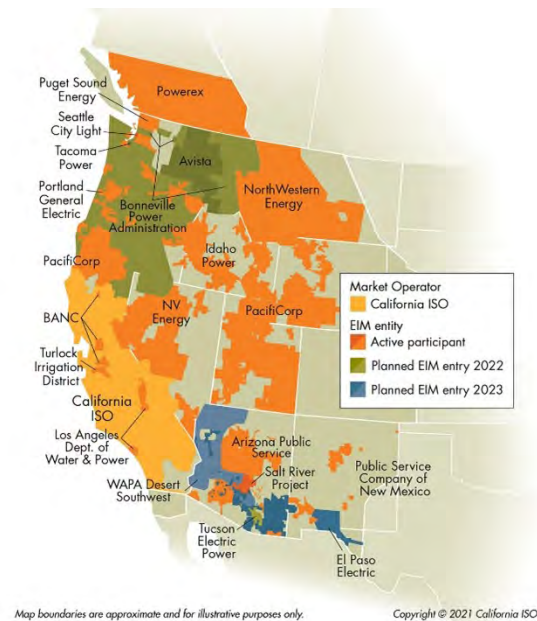 Puget Sound
Energy
Powerex
Seattle
City Light
Tacoma
Power
Avista
Portland
General
Electric
NorthWestern
Energy
Bonneville
Power
Administration
Idaho
Power
PacifiCorp
Market Operator
California ISO
EIM entity
Active participant
Planned EIM entry 2022
Planned EIM entry 2023
NV
Energy
PacifiCorp
BANC
Turlock
Irrigation
District
California
ISO
Los Angeles
Dept. of
Water & Power
Arizona Public
Service
Salt River
Project
Public Service
Company of
New Mexico
WAPA Desert
Southwest
Tucson
Electric
Power
El Paso
Electric
Map boundaries are approximate and for illustrative purposes only.
Copyright © 2021 California ISO